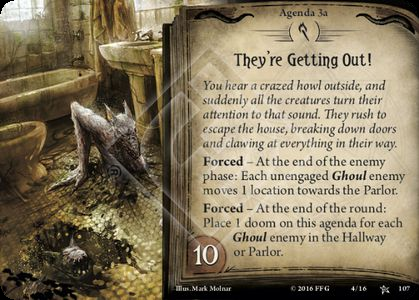 Agenda 3a
They're Getting Out!
You hear a crazed howl outside, and
suddenly all the creatures turn their
attention to that sound. They rush to
escape the house, breaking down doors
and clawing at everything in their way.
Forced – At the end of the enemy
phase: Each unengaged Ghoul enemy
moves 1 location towards the Parlor.
Forced – At the end of the round:
Place 1 doom on this agenda for each
Ghoul enemy in the Hallway
or Parlor.
10
Illus. Mark Molnar
© 2016 FFG
4/16
107